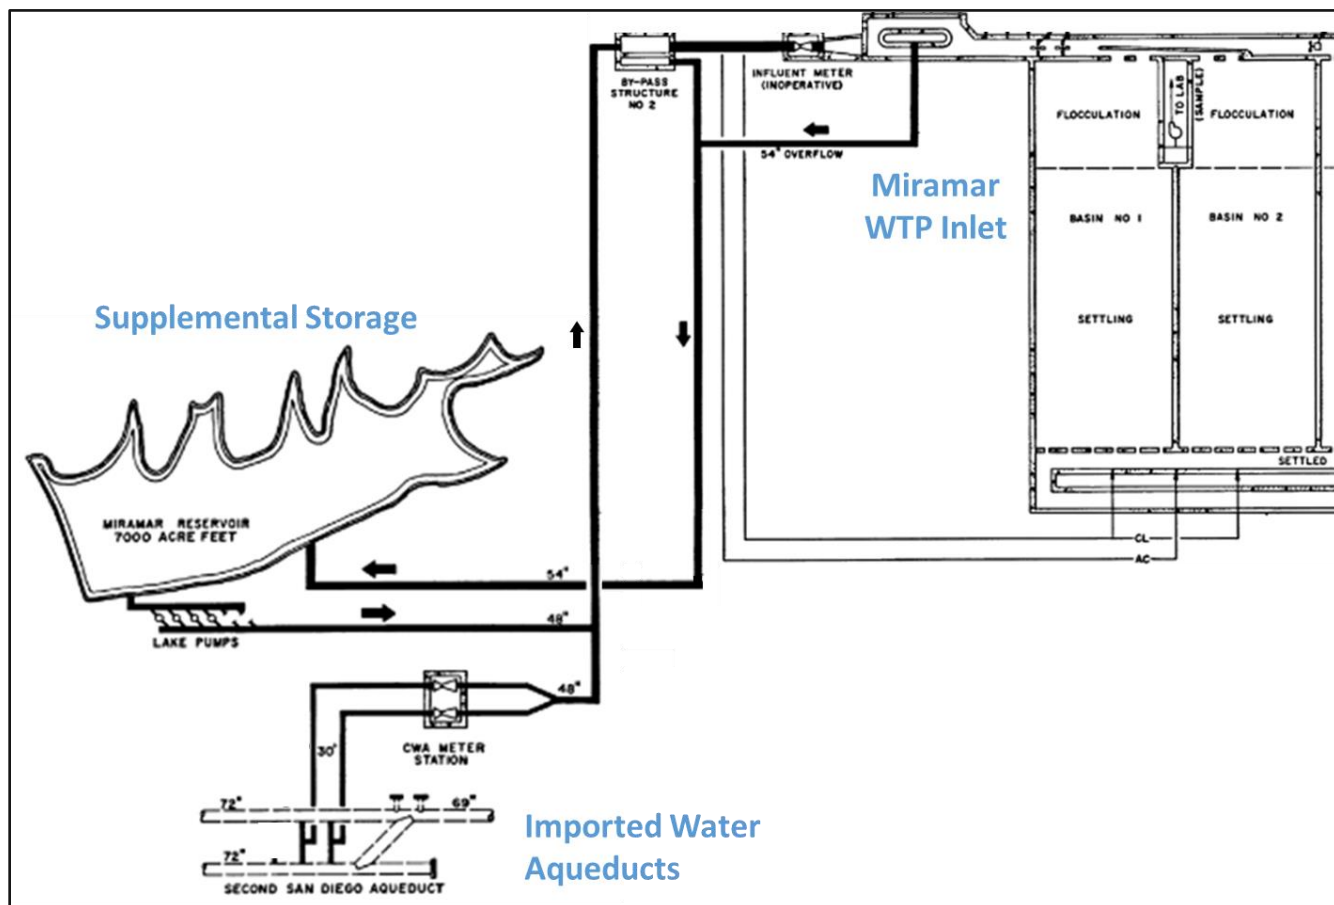 BY-PASS
STRUCTURE
NO 2
INFLUENT METER
(INOPERATIVE)
54" OVERFLOW
TO LAB
(SAMPLE)
FLOCCULATION
FLOCCULATION
Miramar
WTP Inlet
BASIN NO 1
BASIN NO 2
SETTLING
SETTLING
SETTLED
CL
AC
Supplemental Storage
MIRAMAR RESERVOIR
7000 ACRE FEET
54"
48"
LAKE PUMPS
48"
CWA METER
STATION
30"
72"
69"
72"
SECOND SAN DIEGO AQUEDUCT
Imported Water
Aqueducts